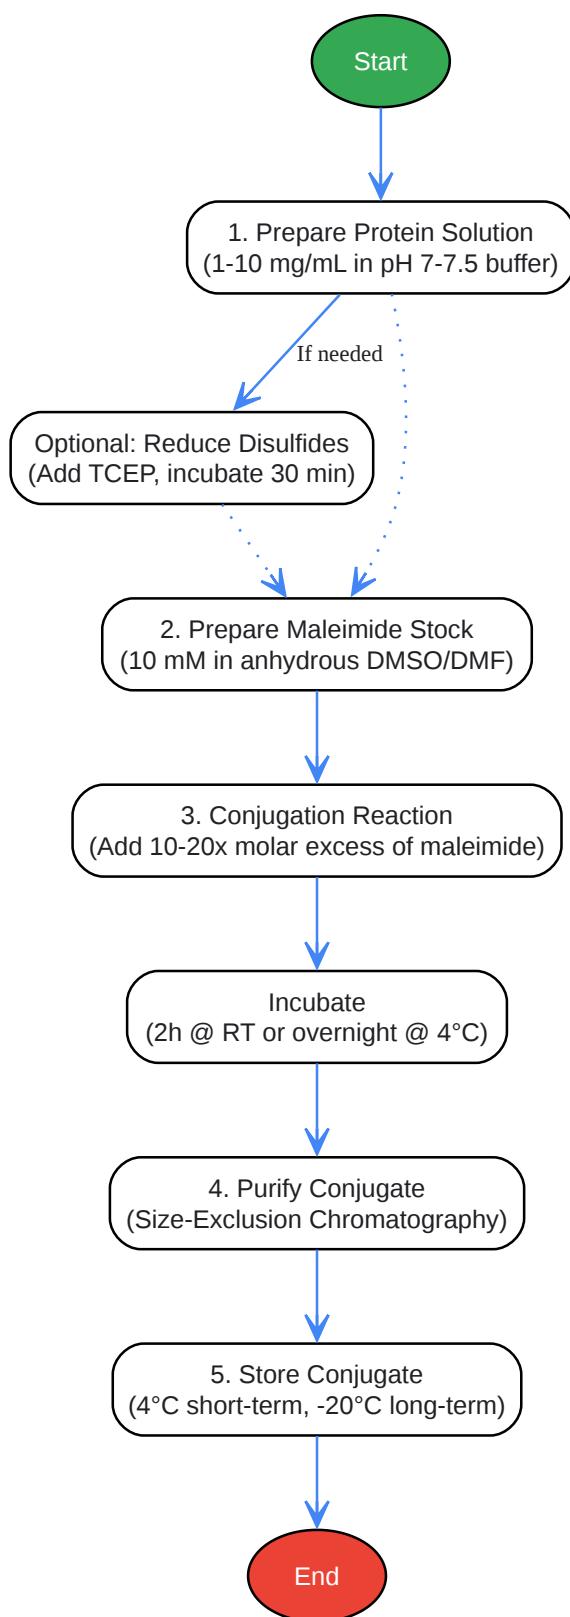 Start
1. Prepare Protein Solution
(1-10 mg/mL in pH 7-7.5 buffer)
If needed
Optional: Reduce Disulfides
(Add TCEP, incubate 30 min)
2. Prepare Maleimide Stock
(10 mM in anhydrous DMSO/DMF)
3. Conjugation Reaction
(Add 10-20x molar excess of maleimide)
Incubate
(2h @ RT or overnight @ 4°C)
4. Purify Conjugate
(Size-Exclusion Chromatography)
5. Store Conjugate
(4°C short-term, -20°C long-term)
End